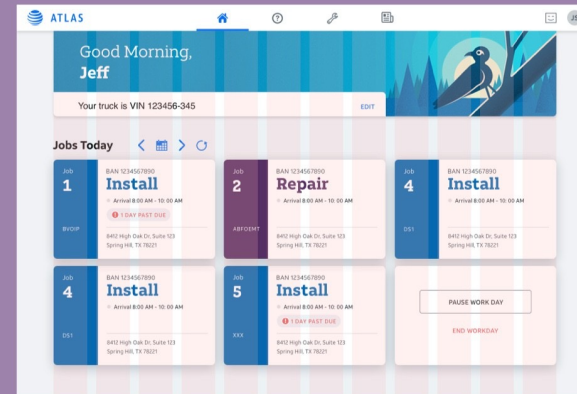 ATLAS
JS
Good Morning,
Jeff
Your truck is VIN 123456-345
EDIT
Jobs Today
Job
1
BVOIP
BAN 1234567890
Install
Arrival 8:00 AM - 10: 00 AM
1 DAY PAST DUE
8412 High Oak Dr, Suite 123
Spring Hill, TX 78221
Job
2
ABFOEMT
BAN 1234567890
Repair
Arrival 8:00 AM - 10: 00 AM
8412 High Oak Dr, Suite 123
Spring Hill, TX 78221
Job
4
DS1
BAN 1234567890
Install
Arrival 8:00 AM - 10: 00 AM
8412 High Oak Dr, Suite 123
Spring Hill, TX 78221
Job
4
DS1
BAN 1234567890
Install
Arrival 8:00 AM - 10: 00 AM
8412 High Oak Dr, Suite 123
Spring Hill, TX 78221
Job
5
XXX
BAN 1234567890
Install
Arrival 8:00 AM - 10: 00 AM
1 DAY PAST DUE
8412 High Oak Dr, Suite 123
Spring Hill, TX 78221
PAUSE WORK DAY
END WORKDAY